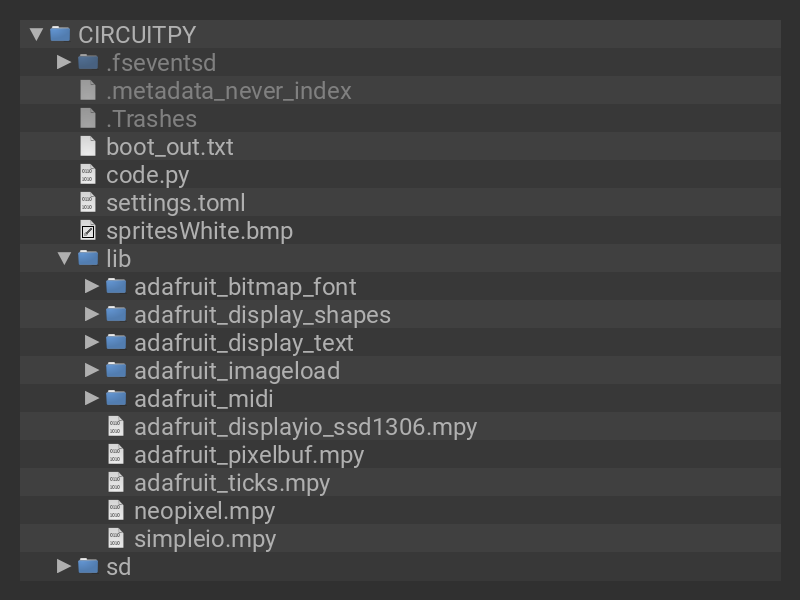 CIRCUITPY
.fseventsd
.metadata_never_index
.Trashes
boot_out.txt
code.py
settings.toml
spritesWhite.bmp
lib
adafruit_bitmap_font
adafruit_display_shapes
adafruit_display_text
adafruit_imageload
adafruit_midi
adafruit_displayio_ssd1306.mpy
adafruit_pixelbuf.mpy
adafruit_ticks.mpy
neopixel.mpy
simpleio.mpy
sd